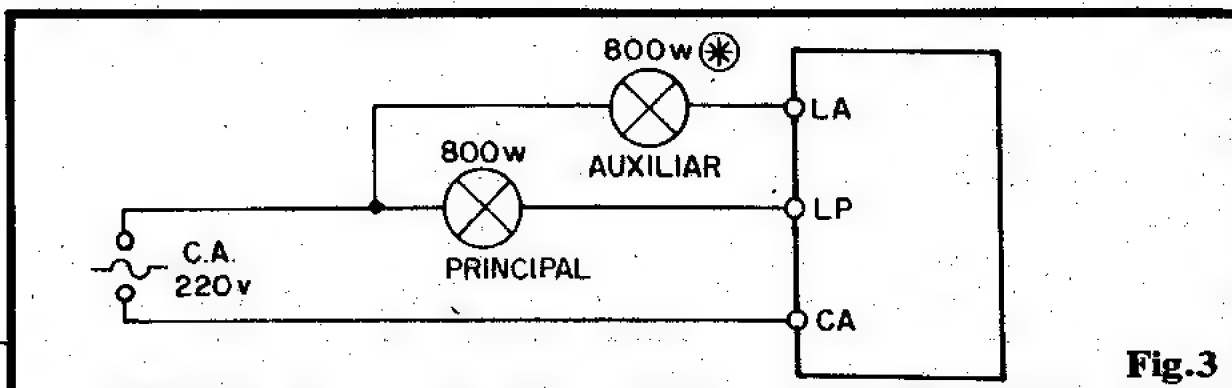 800w ✱
LA
AUXILIAR
800w
LP
PRINCIPAL
C.A.
220v
CA
Fig.3